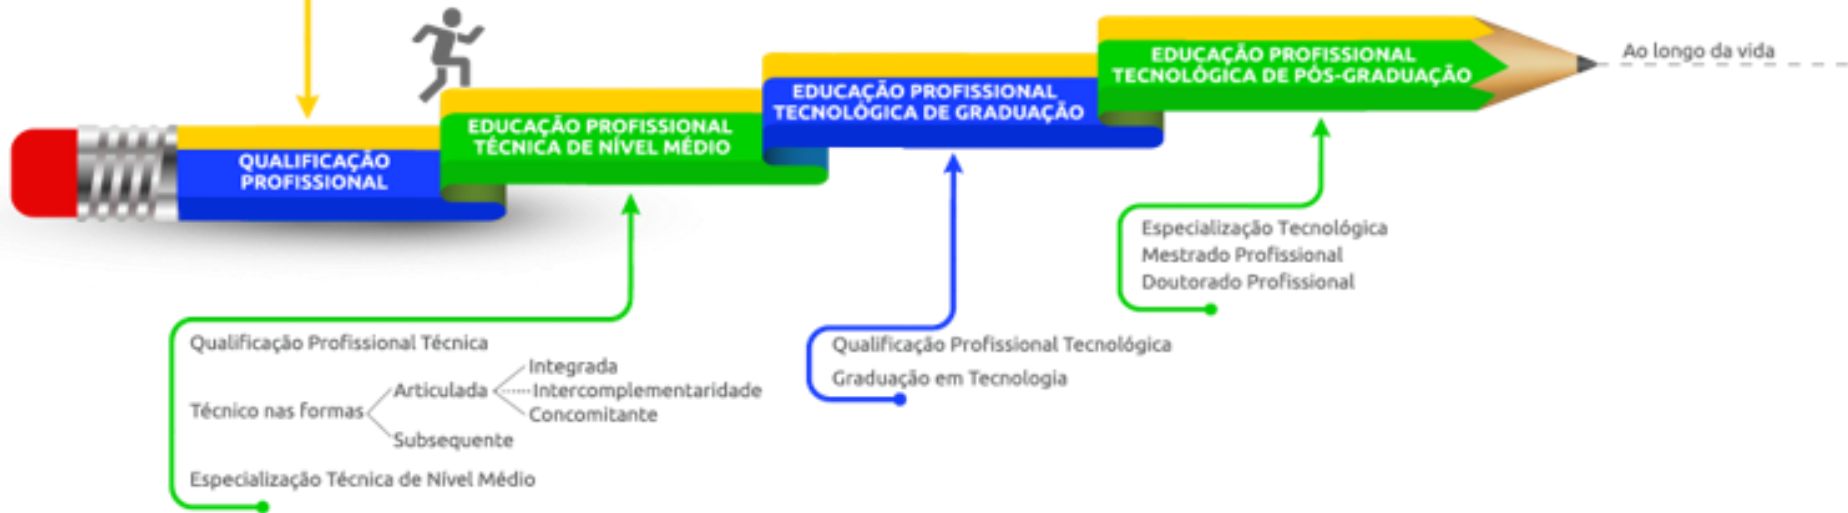 QUALIFICAÇÃO
PROFISSIONAL
EDUCAÇÃO PROFISSIONAL
TÉCNICA DE NÍVEL MÉDIO
EDUCAÇÃO PROFISSIONAL
TECNOLÓGICA DE GRADUAÇÃO
EDUCAÇÃO PROFISSIONAL
TECNOLÓGICA DE PÓS-GRADUAÇÃO
Ao longo da vida
Qualificação Profissional Técnica
Técnico nas formas
Articulada
Integrada
Intercomplementaridade
Concomitante
Subsequente
Especialização Técnica de Nível Médio
Qualificação Profissional Tecnológica
Graduação em Tecnologia
Especialização Tecnológica
Mestrado Profissional
Doutorado Profissional